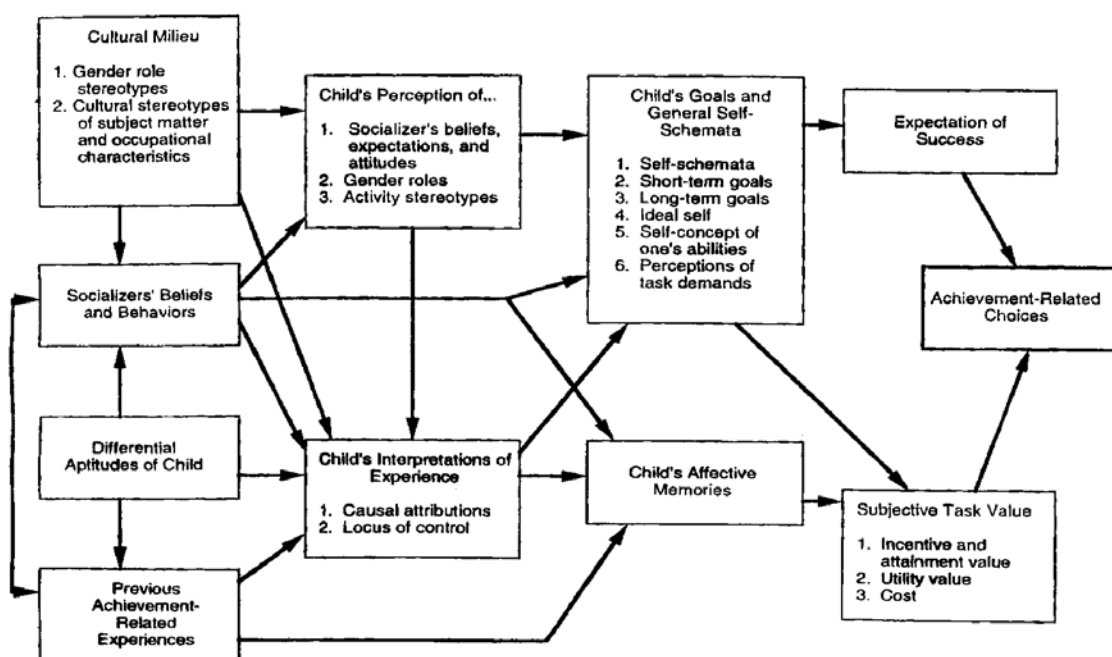 Cultural Milieu
1. Gender role
stereotypes
2. Cultural stereotypes
of subject matter
and occupational
characteristics
Socializers' Beliefs
and Behaviors
Differential
Aptitudes of Child
Previous
Achievement-
Related
Experiences
Child's Perception of...
1. Socializer's beliefs,
expectations, and
attitudes
2. Gender roles
3. Activity stereotypes
Child's Interpretations of
Experience
1. Causal attributions
2. Locus of control
Child's Goals and
General Self-
Schemata
1. Self-schemata
2. Short-term goals
3. Long-term goals
4. Ideal self
5. Self-concept of
one's abilities
6. Perceptions of
task demands
Child's Affective
Memories
Expectation of
Success
Achievement-Related
Choices
Subjective Task Value
1. Incentive and
attainment value
2. Utility value
3. Cost